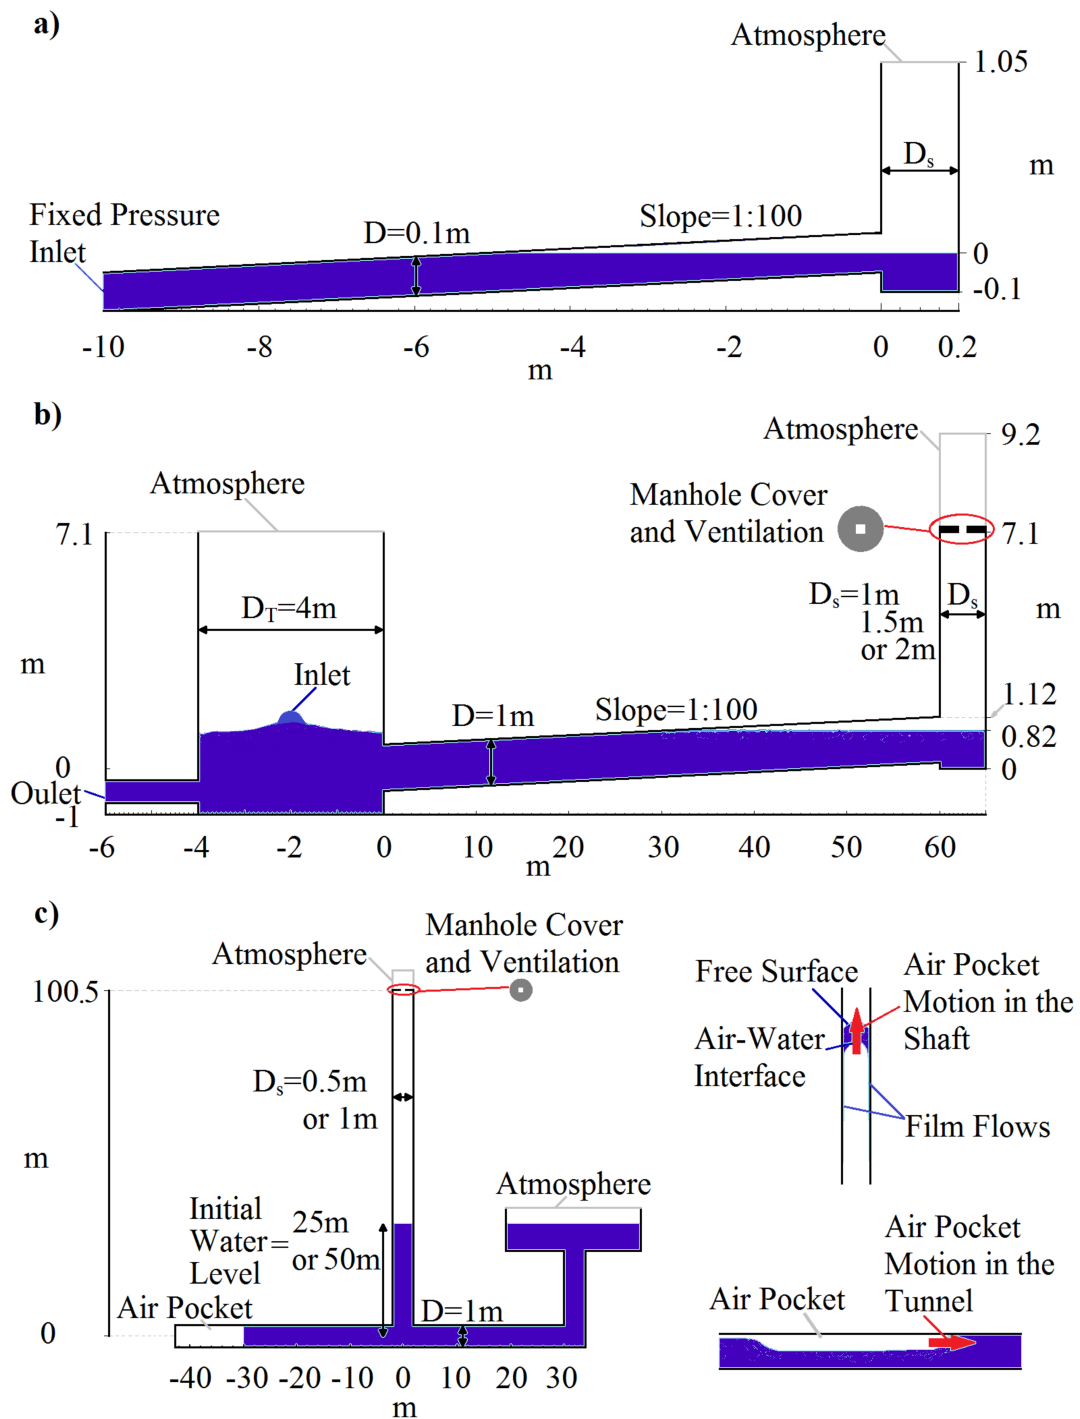 a)
Atmosphere
1.05
Dₛ
m
Fixed Pressure
Inlet
D=0.1m
Slope=1:100
0
-0.1
-10
-8
-6
-4
-2
0
0.2
m
b)
Atmosphere
9.2
Atmosphere
Manhole Cover
and Ventilation
7.1
7.1
D_T=4m
Dₛ=1m
1.5m
or 2m
Dₛ
m
m
Inlet
D=1m
Slope=1:100
1.12
0.82
0
0
Oulet
-1
-6
-4
-2
0
10
20
30
40
50
60
m
c)
Manhole Cover
and Ventilation
Atmosphere
100.5
Dₛ=0.5m
or 1m
m
Initial
Water
Level
=
25m
or 50m
Atmosphere
Air Pocket
D=1m
0
-40
-30
-20
-10
0
10
20
30
m
Free Surface
Air Pocket
Motion in the
Shaft
Air-Water
Interface
Film Flows
Air Pocket
Motion in the
Tunnel
Air Pocket